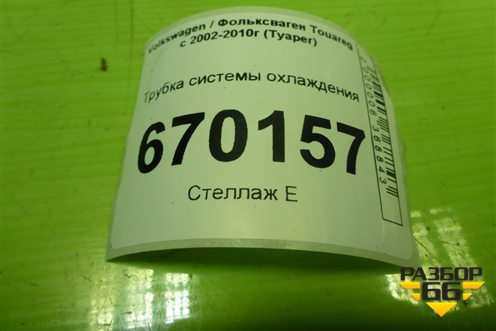 Volkswagen / Фольксваген Touareg
с 2002-2010г (Туарег)
Трубка системы охлаждения
670157
Стеллаж Е
РАЗБОР
66